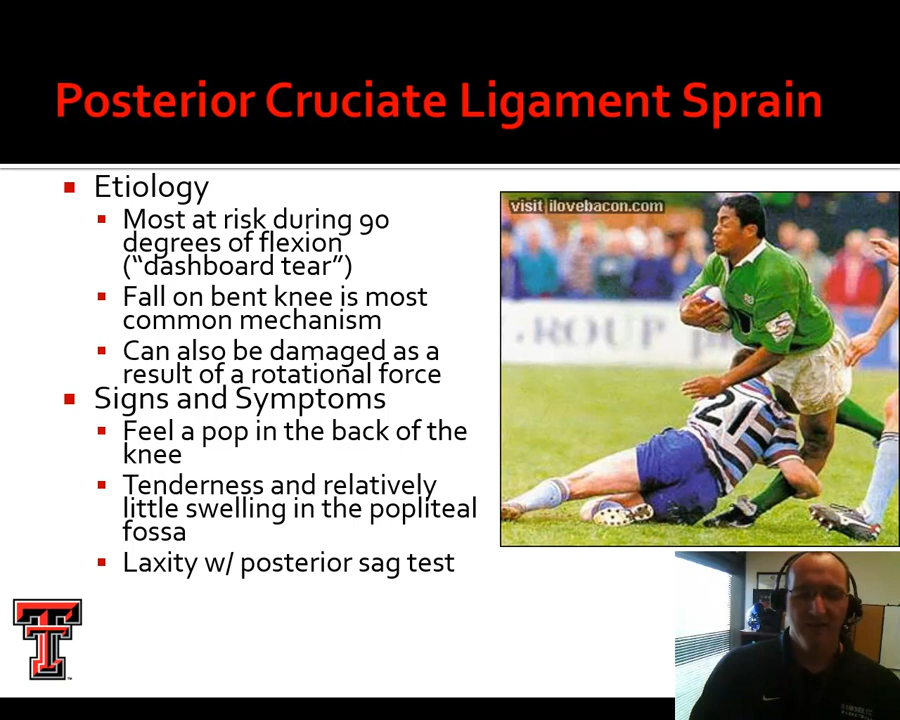 Posterior Cruciate Ligament Sprain
Etiology
Most at risk during 90
degrees of flexion
(“dashboard tear”)
Fall on bent knee is most
common mechanism
Can also be damaged as a
result of a rotational force
Signs and Symptoms
Feel a pop in the back of the
knee
Tenderness and relatively
little swelling in the popliteal
fossa
Laxity w/ posterior sag test
visit ilovebacon.com
GROUP
21